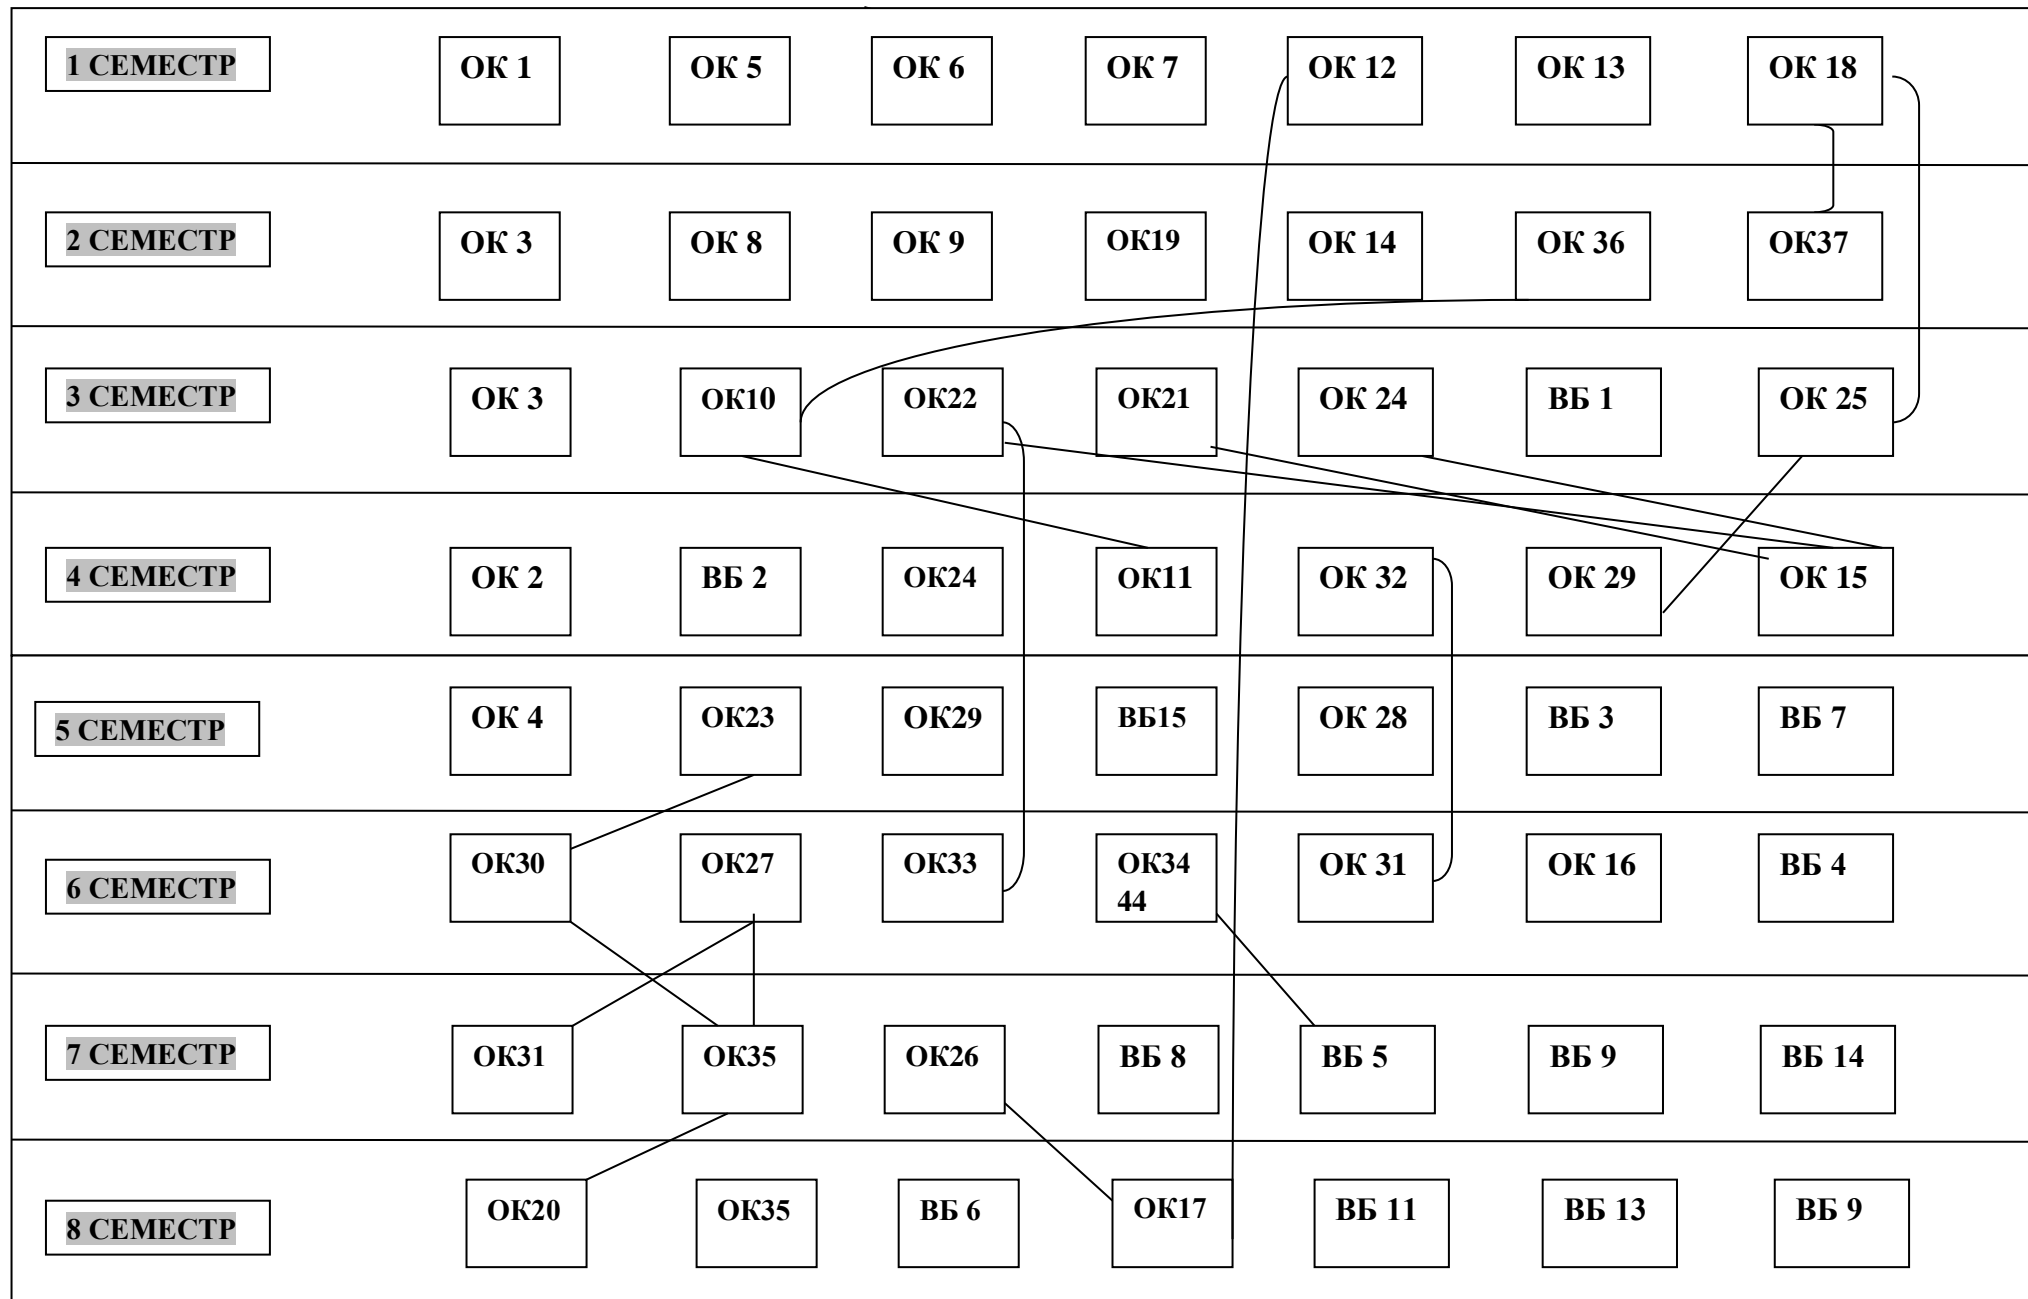 1 СЕМЕСТР ОК 1 ОК 5 ОК 6 ОК 7 ОК 12 ОК 13 ОК 18
2 СЕМЕСТР ОК 3 ОК 8 ОК 9 ОК19 ОК 14 ОК 36 ОК37
3 СЕМЕСТР ОК 3 ОК10 ОК22 ОК21 ОК 24 ВБ 1 ОК 25
4 СЕМЕСТР ОК 2 ВБ 2 ОК24 ОК11 ОК 32 ОК 29 ОК 15
5 СЕМЕСТР ОК 4 ОК23 ОК29 ВБ15 ОК 28 ВБ 3 ВБ 7
6 СЕМЕСТР ОК30 ОК27 ОК33 ОК34 ОК 31 ОК 16 ВБ 4
44
7 СЕМЕСТР ОК31 ОК35 ОК26 ВБ 8 ВБ 5 ВБ 9 ВБ 14
8 СЕМЕСТР ОК20 ОК35 ВБ 6 ОК17 ВБ 11 ВБ 13 ВБ 9